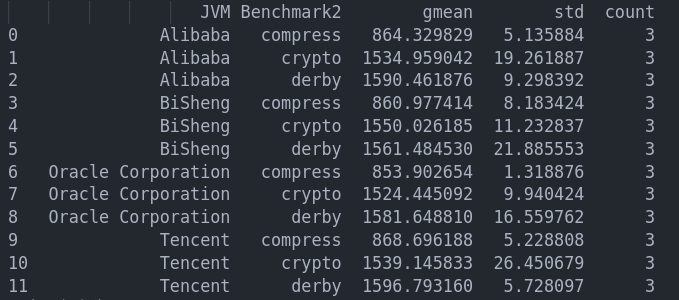 JVM Benchmark2 gmean std count
0 Alibaba compress 864.329829 5.135884 3
1 Alibaba crypto 1534.959042 19.261887 3
2 Alibaba derby 1590.461876 9.298392 3
3 BiSheng compress 860.977414 8.183424 3
4 BiSheng crypto 1550.026185 11.232837 3
5 BiSheng derby 1561.484530 21.885553 3
6 Oracle Corporation compress 853.902654 1.318876 3
7 Oracle Corporation crypto 1524.445092 9.940424 3
8 Oracle Corporation derby 1581.648810 16.559762 3
9 Tencent compress 868.696188 5.228808 3
10 Tencent crypto 1539.145833 26.450679 3
11 Tencent derby 1596.793160 5.728097 3